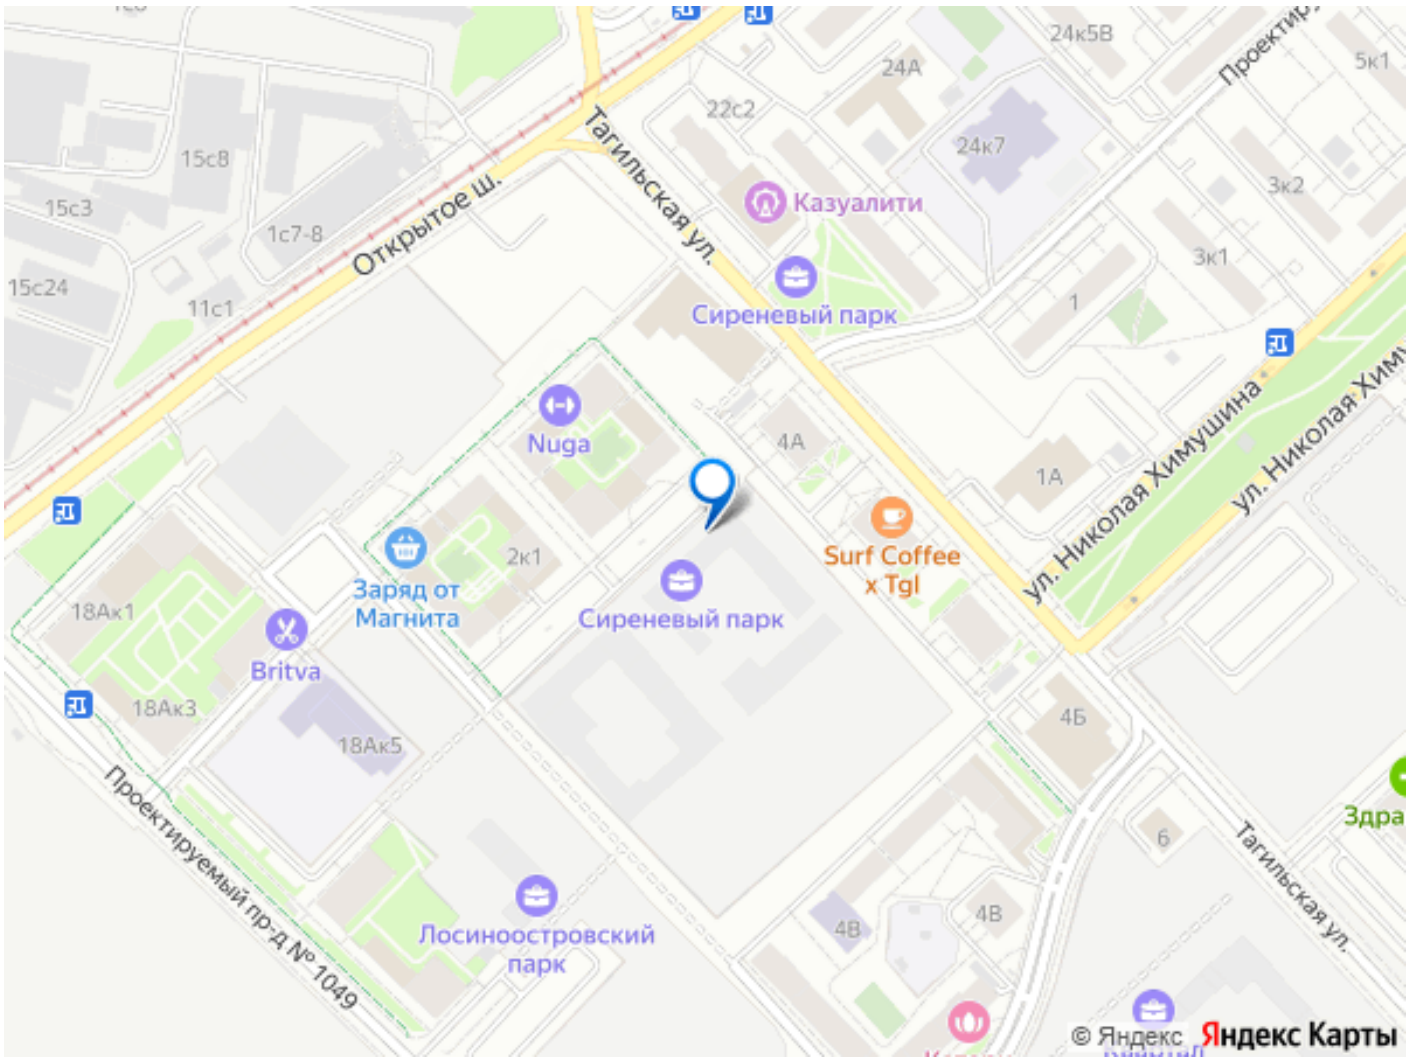 24к5В
Проектиру
5к1
24А
22с2
Тагильская ул.
24к7
15с8
3к2
Казуалити
15с3
Открытое ш.
1с7-8
3к1
15с24
11с1
Сиреневый парк
1
ул. Николая Химушина
ул. Николая Хим
Nuga
4А
1А
Surf Coffee
x Tgl
2к1
Заряд от
Магнита
Сиреневый парк
18Ак1
Britva
18Ак3
4Б
18Ак5
Проектируемый пр-д № 1049
Здра
6
Тагильская ул.
4В
4В
Лосиноостровский
парк
© Яндекс Яндекс Карты